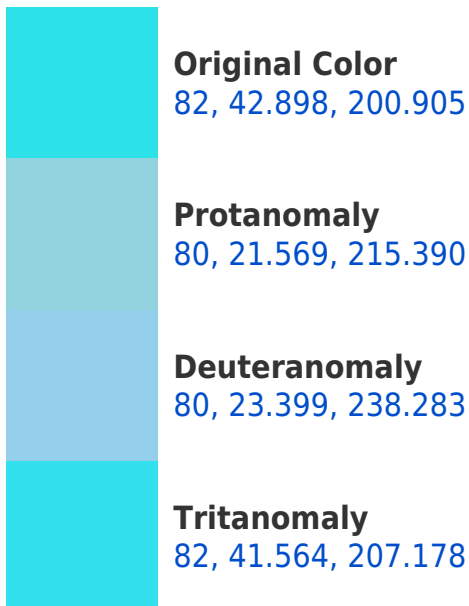 Original Color
82, 42.898, 200.905
Protanomaly
80, 21.569, 215.390
Deuteranomaly
80, 23.399, 238.283
Tritanomaly
82, 41.564, 207.178